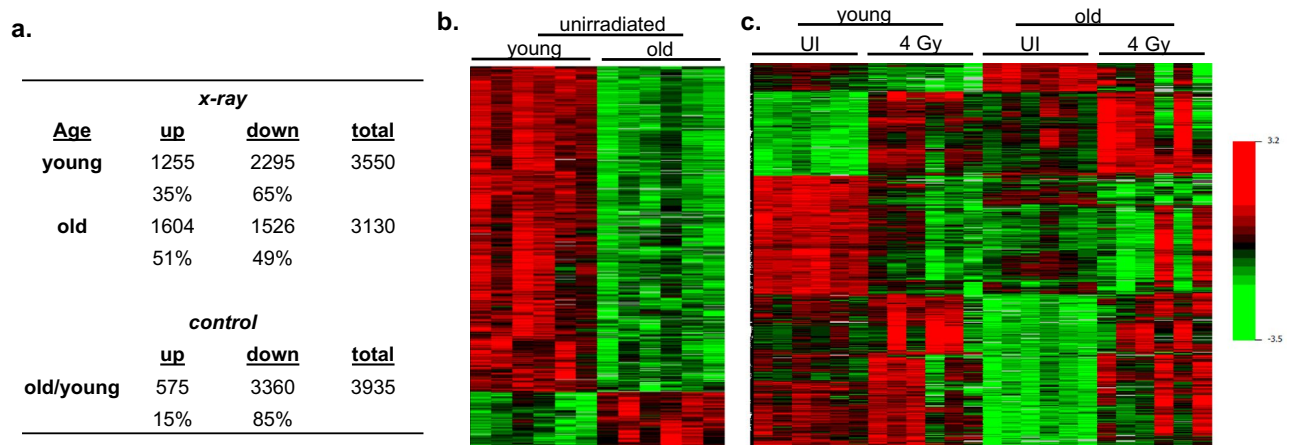 a.
x-ray
Age up down total
young 1255 2295 3550
35% 65%
old 1604 1526 3130
51% 49%
control
up down total
old/young 575 3360 3935
15% 85%
b.
unirradiated
young old
c.
young old
UI 4 Gy UI 4 Gy
3.2
-3.5